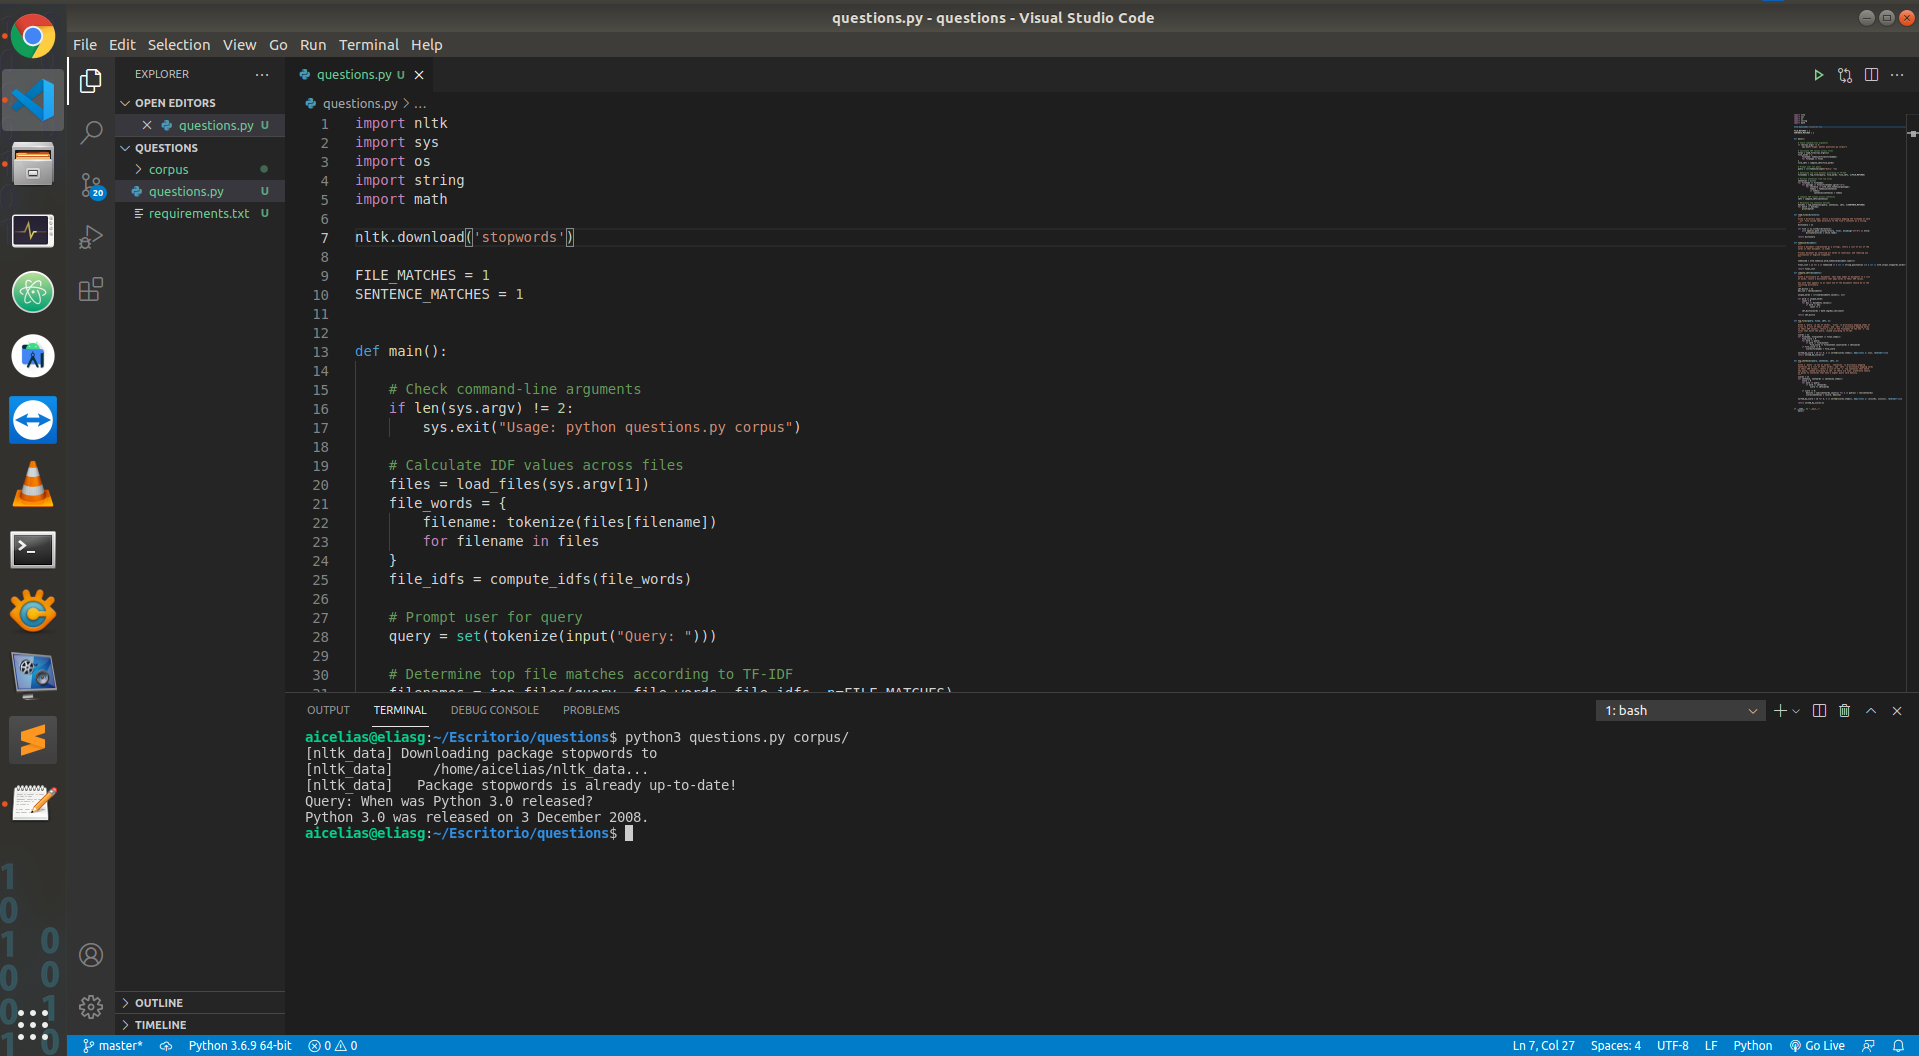 questions.py - questions - Visual Studio Code
File Edit Selection View Go Run Terminal Help
EXPLORER
OPEN EDITORS
questions.py U
QUESTIONS
corpus
questions.py U
requirements.txt U
OUTLINE
TIMELINE
20
questions.py U
questions.py > ...
1 import nltk
2 import sys
3 import os
4 import string
5 import math
6
7 nltk.download('stopwords')
8
9 FILE_MATCHES = 1
10 SENTENCE_MATCHES = 1
11
12
13 def main():
14
15 # Check command-line arguments
16 if len(sys.argv) != 2:
17 sys.exit("Usage: python questions.py corpus")
18
19 # Calculate IDF values across files
20 files = load_files(sys.argv[1])
21 file_words = {
22 filename: tokenize(files[filename])
23 for filename in files
24 }
25 file_idfs = compute_idfs(file_words)
26
27 # Prompt user for query
28 query = set(tokenize(input("Query: ")))
29
30 # Determine top file matches according to TF-IDF
31 filenames = top_files(query, file_words, file_idfs, n=FILE_MATCHES)
OUTPUT TERMINAL DEBUG CONSOLE PROBLEMS
1: bash
aicelias@eliasg:~/Escritorio/questions$ python3 questions.py corpus/
[nltk_data] Downloading package stopwords to
[nltk_data] /home/aicelias/nltk_data...
[nltk_data] Package stopwords is already up-to-date!
Query: When was Python 3.0 released?
Python 3.0 was released on 3 December 2008.
aicelias@eliasg:~/Escritorio/questions$
master* Python 3.6.9 64-bit 0 0
Ln 7, Col 27 Spaces: 4 UTF-8 LF Python Go Live